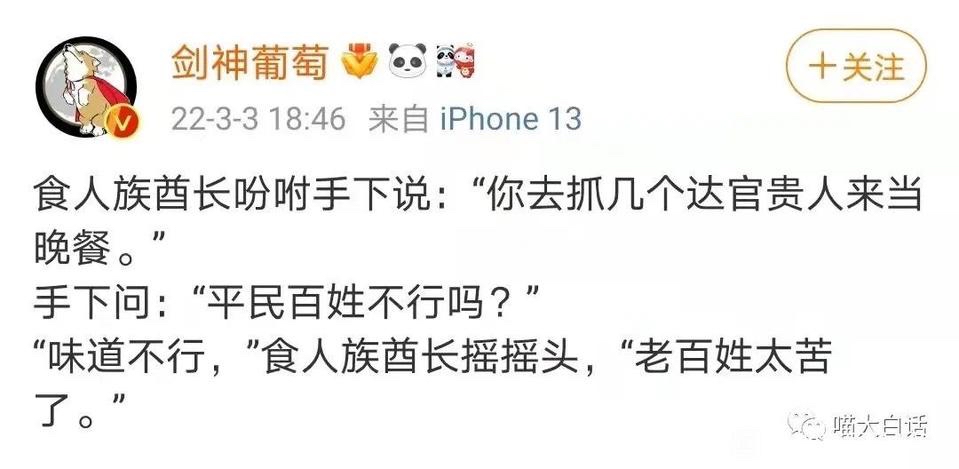 剑神葡萄
+关注
22-3-3 18:46 来自 iPhone 13
食人族酋长吩咐手下说：“你去抓几个达官贵人来当
晚餐。”
手下问：“平民百姓不行吗？”
“味道不行，”食人族酋长摇摇头，“老百姓太苦
了。”
喵大白话